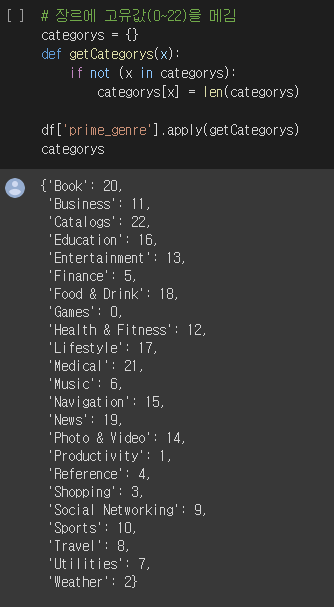 [ ] # 장르에 고유값(0~22)을 메김
categorys = {}
def getCategorys(x):
    if not (x in categorys):
        categorys[x] = len(categorys)

df['prime_genre'].apply(getCategorys)
categorys
{'Book': 20,
 'Business': 11,
 'Catalogs': 22,
 'Education': 16,
 'Entertainment': 13,
 'Finance': 5,
 'Food & Drink': 18,
 'Games': 0,
 'Health & Fitness': 12,
 'Lifestyle': 17,
 'Medical': 21,
 'Music': 6,
 'Navigation': 15,
 'News': 19,
 'Photo & Video': 14,
 'Productivity': 1,
 'Reference': 4,
 'Shopping': 3,
 'Social Networking': 9,
 'Sports': 10,
 'Travel': 8,
 'Utilities': 7,
 'Weather': 2}